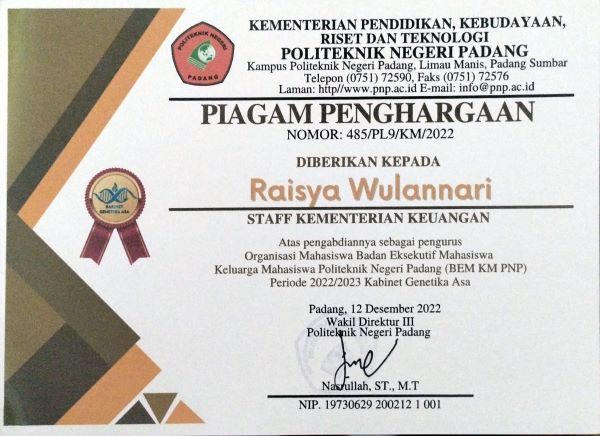 KEMENTERIAN PENDIDIKAN, KEBUDAYAAN,
RISET DAN TEKNOLOGI
POLITEKNIK NEGERI PADANG
Kampus Politeknik Negeri Padang, Limau Manis, Padang Sumbar
Telepon (0751) 72590, Faks (0751) 72576
Laman: http//www.pnp.ac.id E-mail: info@pnp.ac.id
POLITEKNIK NEGERI
PADANG
PIAGAM PENGHARGAAN
NOMOR: 485/PL9/KM/2022
DIBERIKAN KEPADA
Raisya Wulannari
STAFF KEMENTERIAN KEUANGAN
KABINET
GENETIKA ASA
Atas pengabdiannya sebagai pengurus
Organisasi Mahasiswa Badan Eksekutif Mahasiswa
Keluarga Mahasiswa Politeknik Negeri Padang (BEM KM PNP)
Periode 2022/2023 Kabinet Genetika Asa
Padang, 12 Desember 2022
Wakil Direktur III
Politeknik Negeri Padang
Nasrullah, ST., M.T
NIP. 19730629 200212 1 001